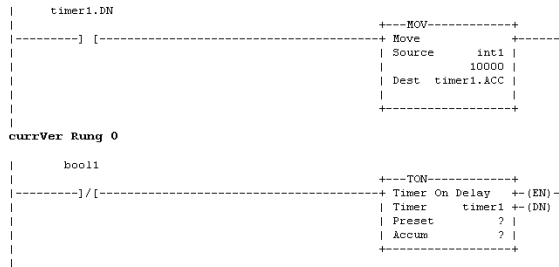 timer1.DN
+---MOV------------+
|---------] [----------------------------------------+ Move +-----
| Source int1 |
| 10000 |
| Dest timer1.ACC |
| |
+------------------+
currVer Rung 0
bool1
+---TON------------+
|---------]/[----------------------------------------+ Timer On Delay +-(EN)-
| Timer timer1 +-(DN)
| Preset ? |
| Accum ? |
+------------------+